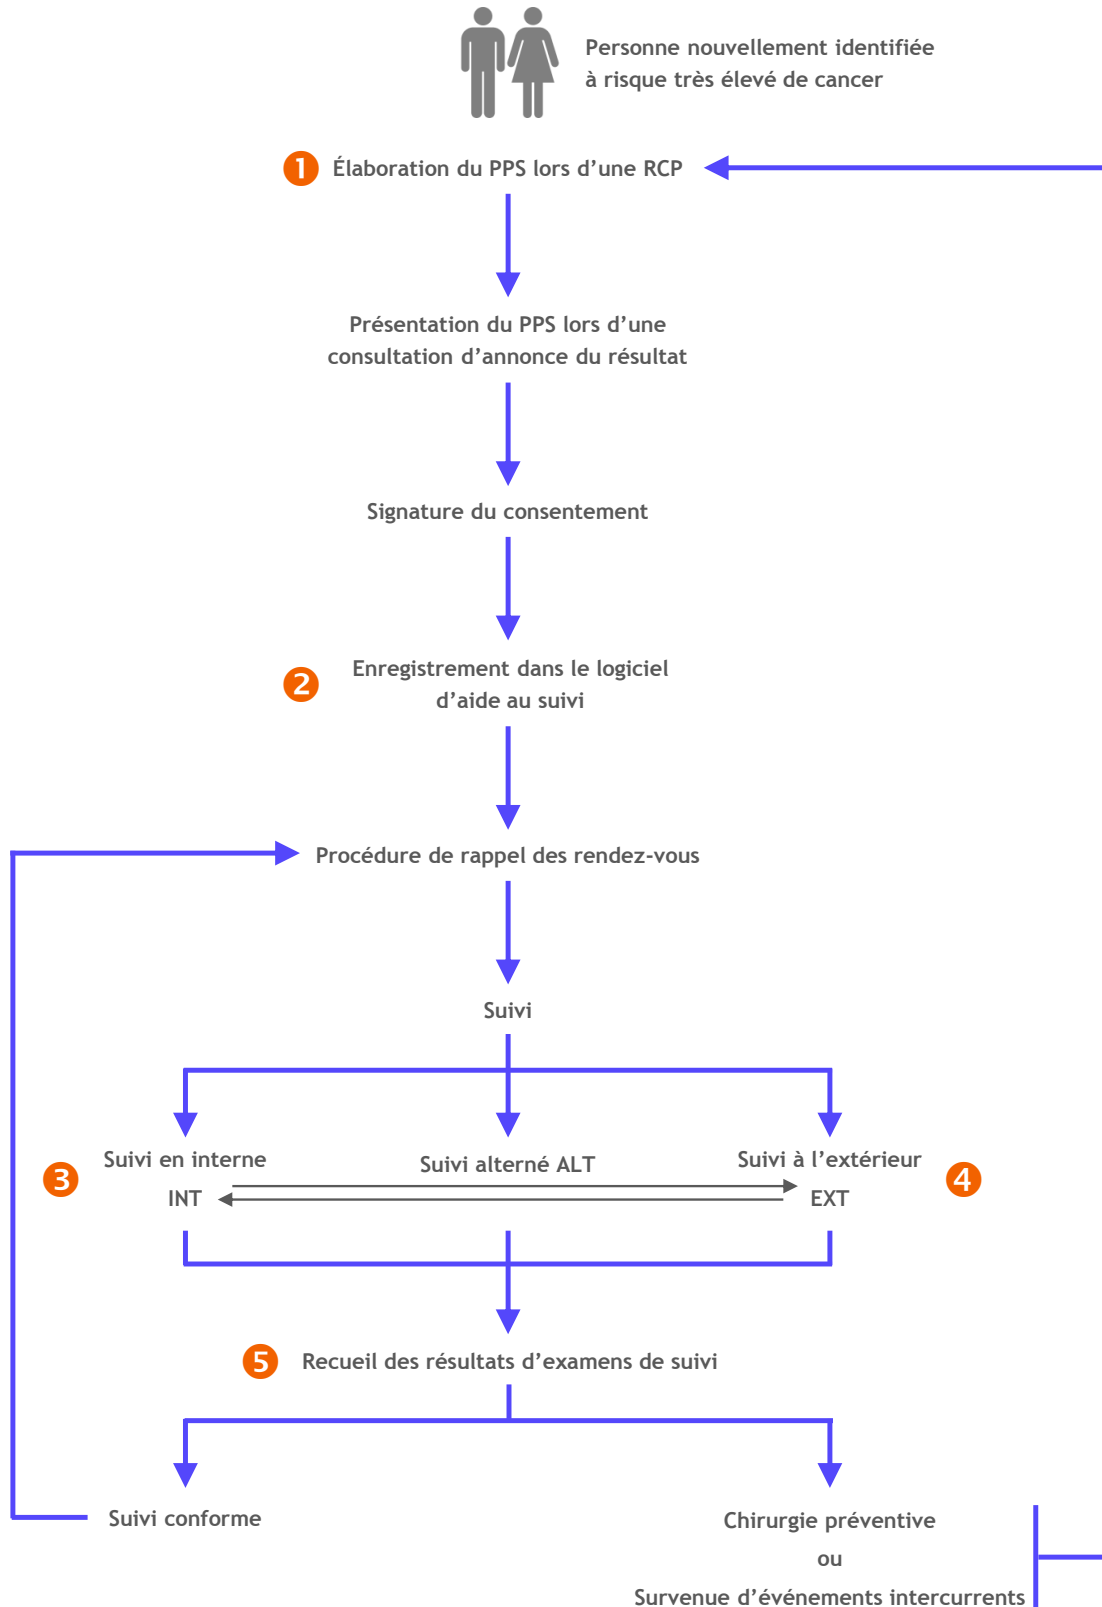 Personne nouvellement identifiée
à risque très élevé de cancer
1 Élaboration du PPS lors d’une RCP
Présentation du PPS lors d’une
consultation d’annonce du résultat
Signature du consentement
2 Enregistrement dans le logiciel
d’aide au suivi
Procédure de rappel des rendez-vous
Suivi
3 Suivi en interne
INT
Suivi alterné ALT
Suivi à l’extérieur
EXT
4
5 Recueil des résultats d’examens de suivi
Suivi conforme
Chirurgie préventive
ou
Survenue d’événements intercurrents